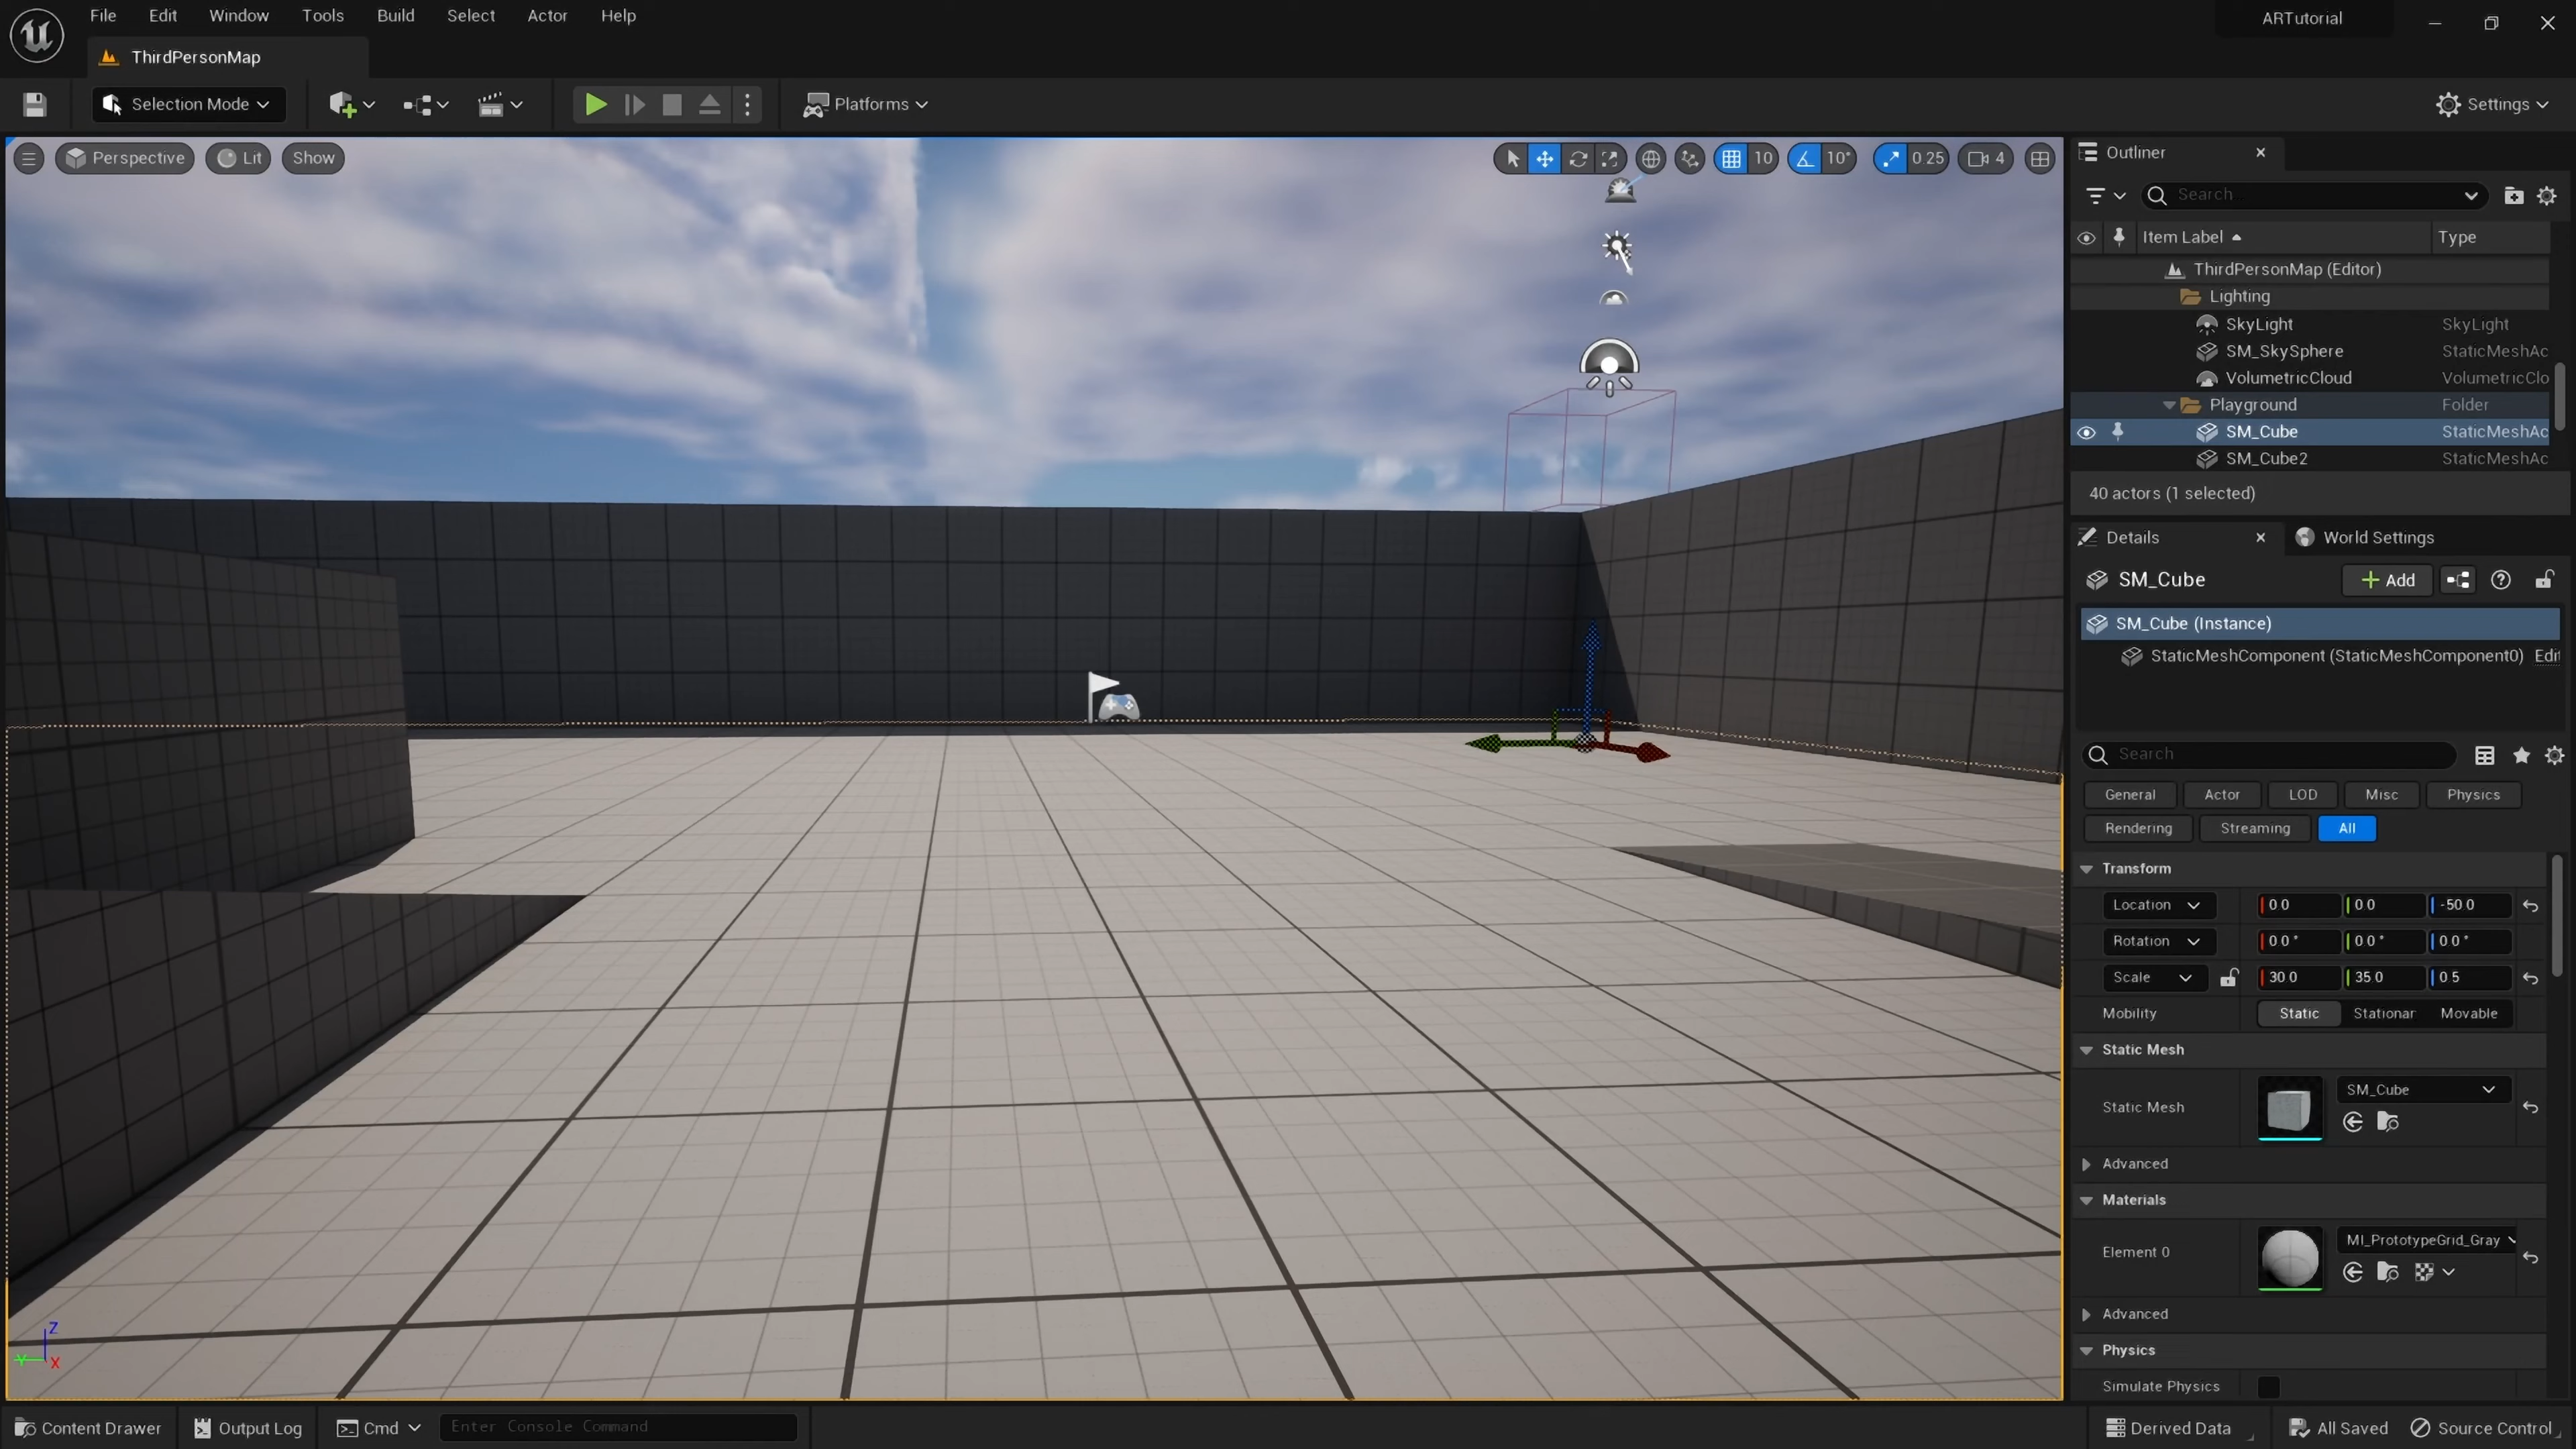 File Edit Window Tools Build Select Actor Help
ARTutorial
ThirdPersonMap
Selection Mode
Platforms
Settings
Perspective Lit Show
10 10° 0 25 4
Outliner
Search
Item Label Type
ThirdPersonMap (Editor)
Lighting
SkyLight SkyLight
SM_SkySphere StaticMeshAc
VolumetricCloud VolumetricClo
Playground Folder
SM_Cube StaticMeshAc
SM_Cube2 StaticMeshAc
40 actors (1 selected)
Details World Settings
SM_Cube Add
SM_Cube (Instance)
StaticMeshComponent (StaticMeshComponent0) Edit
Search
General Actor LOD Misc Physics
Rendering Streaming All
Transform
Location 0 0 0 0 -50 0
Rotation 0 0 ° 0 0 ° 0 0 °
Scale 30.0 35.0 0.5
Mobility Static Stationar Movable
Static Mesh
SM_Cube
Static Mesh
Advanced
Materials
MI_PrototypeGrid_Gray
Element 0
Advanced
Physics
Simulate Physics
Z
Y X
Content Drawer Output Log Cmd Enter Console Command Derived Data All Saved Source Control